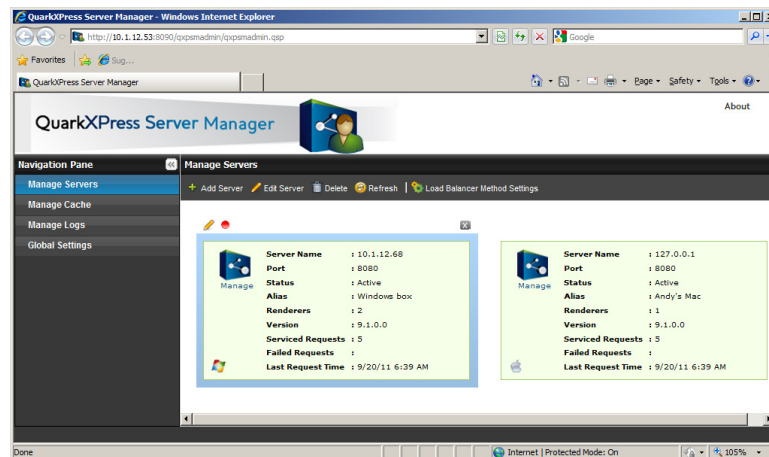 QuarkXPress Server Manager - Windows Internet Explorer
http://10.1.12.53:8090/qxpsmadmin/qxpsmadmin.qsp
Google
Favorites Sug...
QuarkXPress Server Manager
Page Safety Tools
About
QuarkXPress Server Manager
Navigation Pane
Manage Servers
Manage Cache
Manage Logs
Global Settings
Manage Servers
Add Server Edit Server Delete Refresh | Load Balancer Method Settings
Manage
Server Name : 10.1.12.68
Port : 8080
Status : Active
Alias : Windows box
Renderers : 2
Version : 9.1.0.0
Serviced Requests : 5
Failed Requests :
Last Request Time : 9/20/11 6:39 AM
Manage
Server Name : 127.0.0.1
Port : 8080
Status : Active
Alias : Andy's Mac
Renderers : 1
Version : 9.1.0.0
Serviced Requests : 5
Failed Requests :
Last Request Time : 9/20/11 6:39 AM
Done
Internet | Protected Mode: On
105%